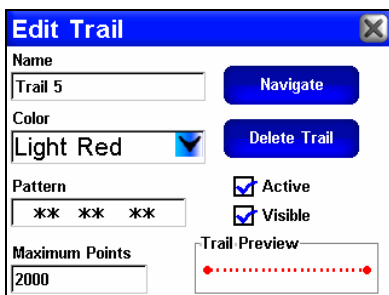 Edit Trail
Name
Trail 5
Navigate
Color
Light Red
Delete Trail
Pattern
** ** **
Active
Visible
Maximum Points
2000
Trail Preview